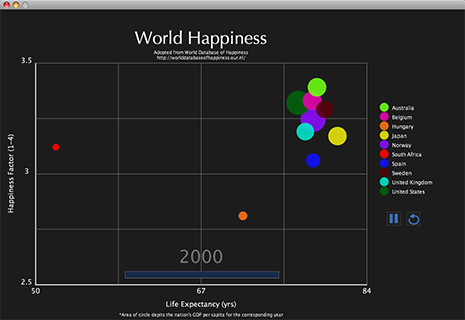 World Happiness
Adopted from World Database of Happiness
http://worlddatabaseofhappiness.eur.nl/
3.5
3
2.5
Happiness Factor (1-4)
50
67
84
Life Expectancy (yrs)
2000
*Area of circle depits the nation's GDP per capita for the corresponding year
Australia
Belgium
Hungary
Japan
Norway
South Africa
Spain
Sweden
United Kingdom
United States